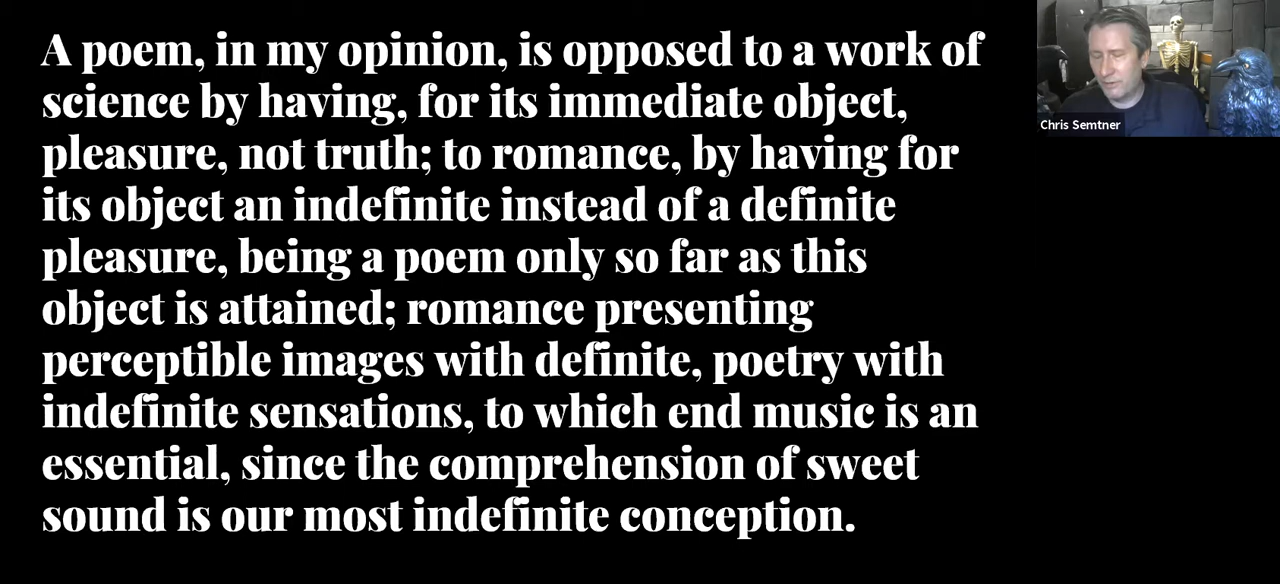 A poem, in my opinion, is opposed to a work of
science by having, for its immediate object,
pleasure, not truth; to romance, by having for
its object an indefinite instead of a definite
pleasure, being a poem only so far as this
object is attained; romance presenting
perceptible images with definite, poetry with
indefinite sensations, to which end music is an
essential, since the comprehension of sweet
sound is our most indefinite conception.
Chris Semtner